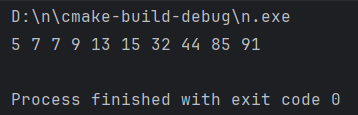 D:\n\cmake-build-debug\n.exe
5 7 7 9 13 15 32 44 85 91
Process finished with exit code 0